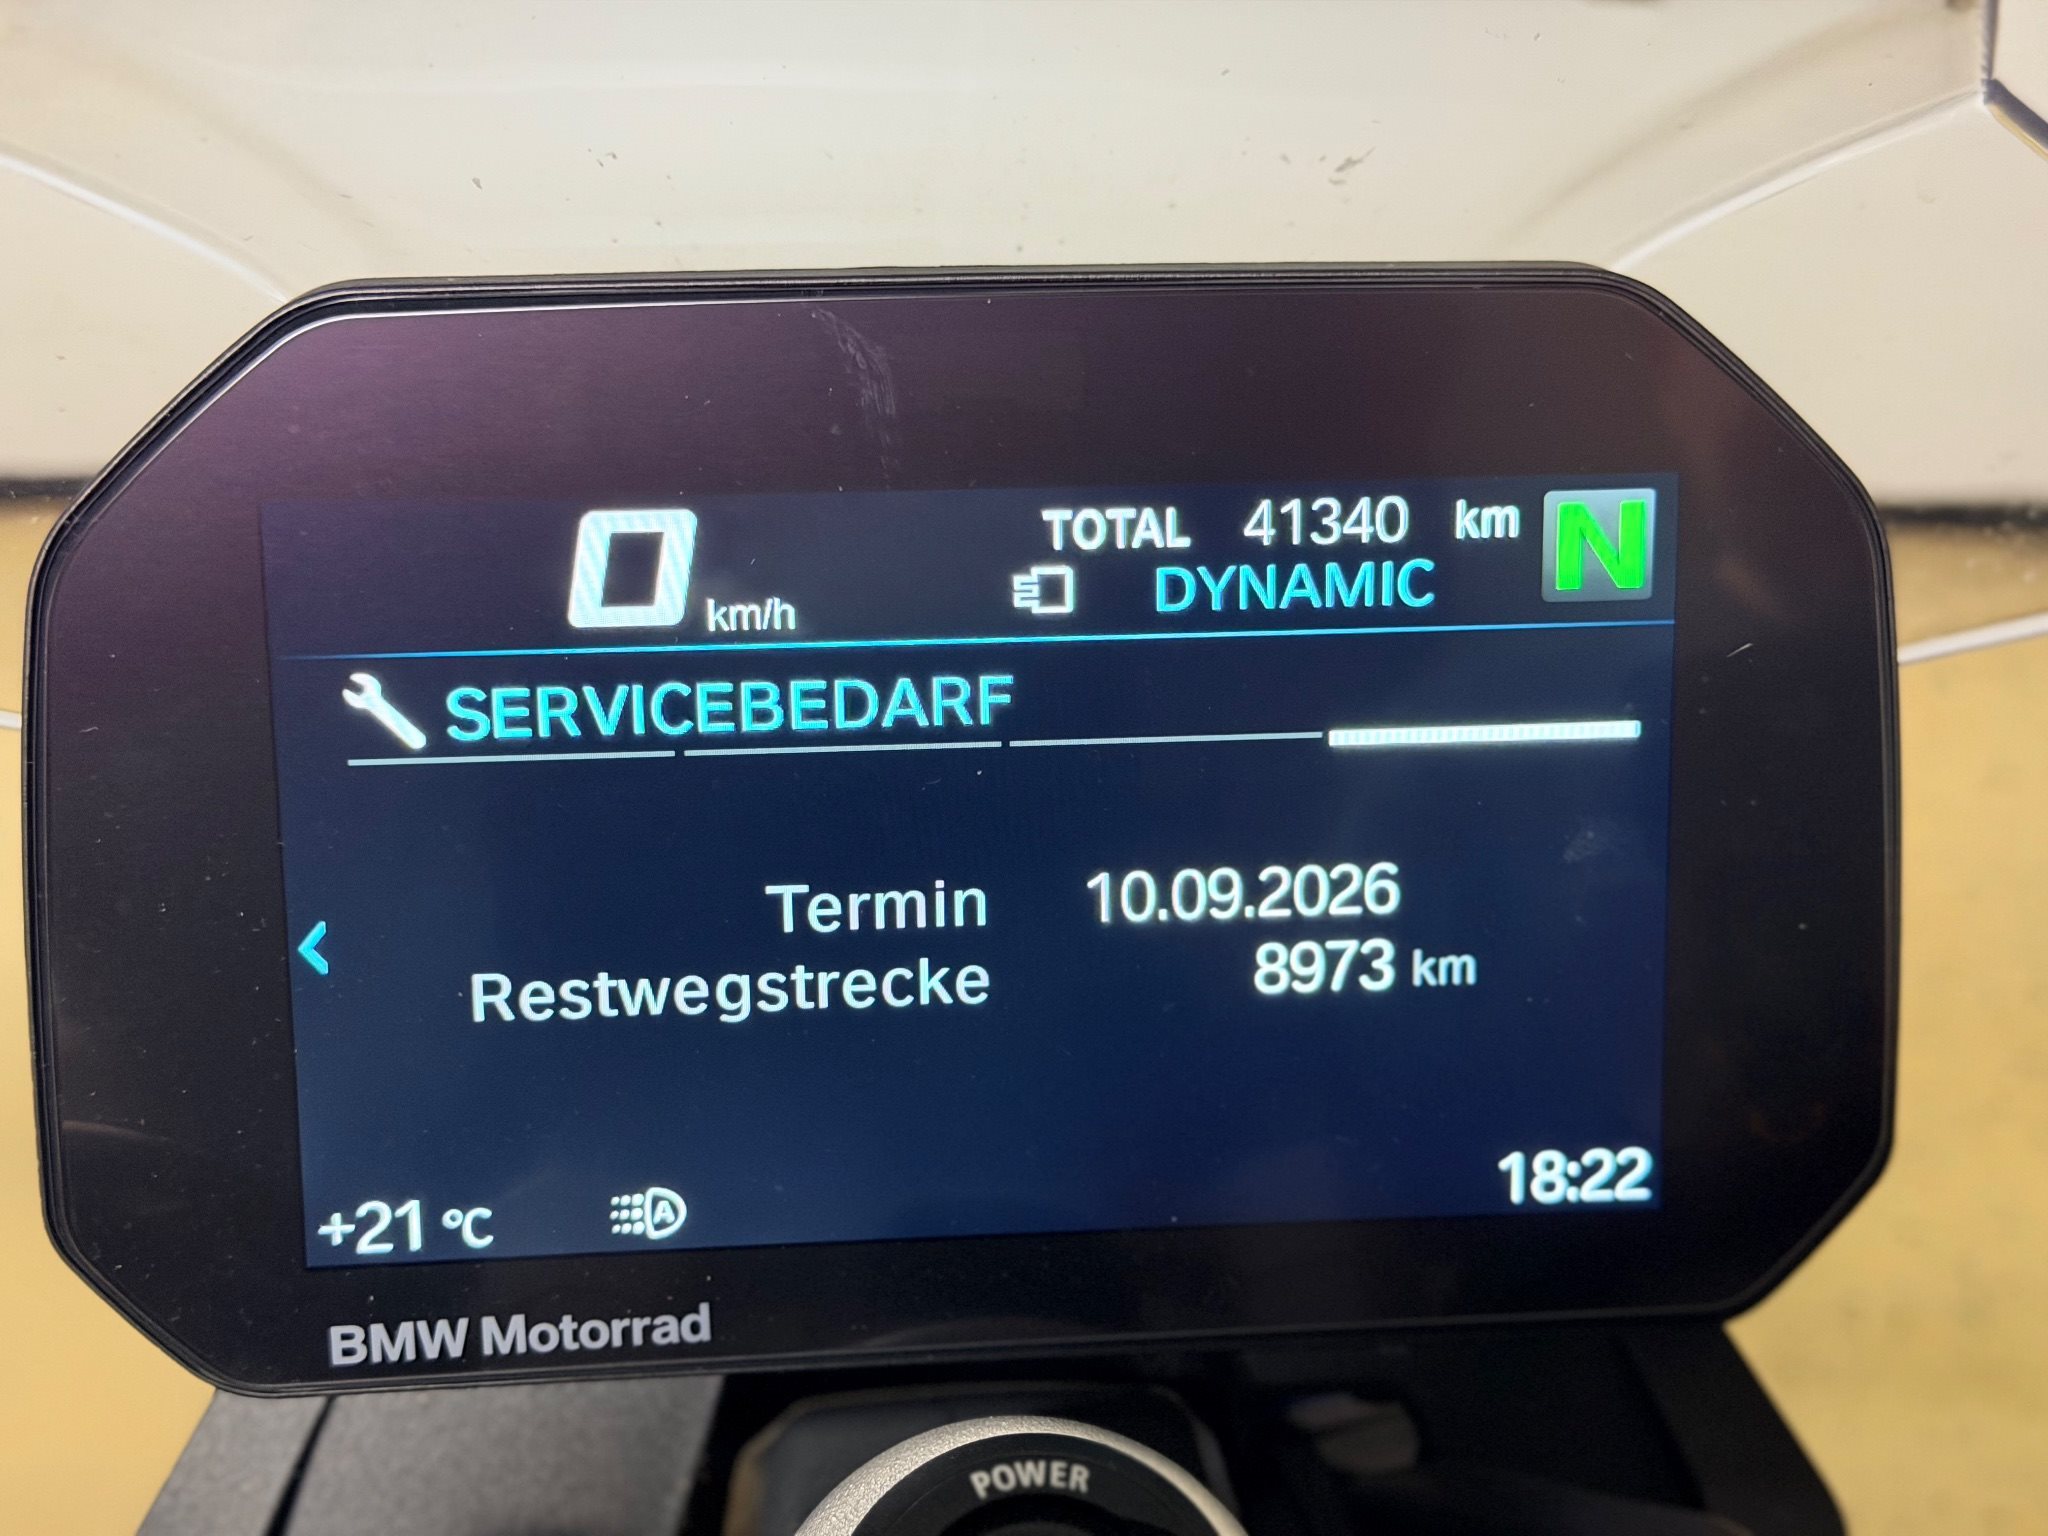 TOTAL 41340 km N
0 km/h DYNAMIC
SERVICEBEDARF
Termin 10.09.2026
Restwegstrecke 8973 km
+21 °C A 18:22
BMW Motorrad
POWER